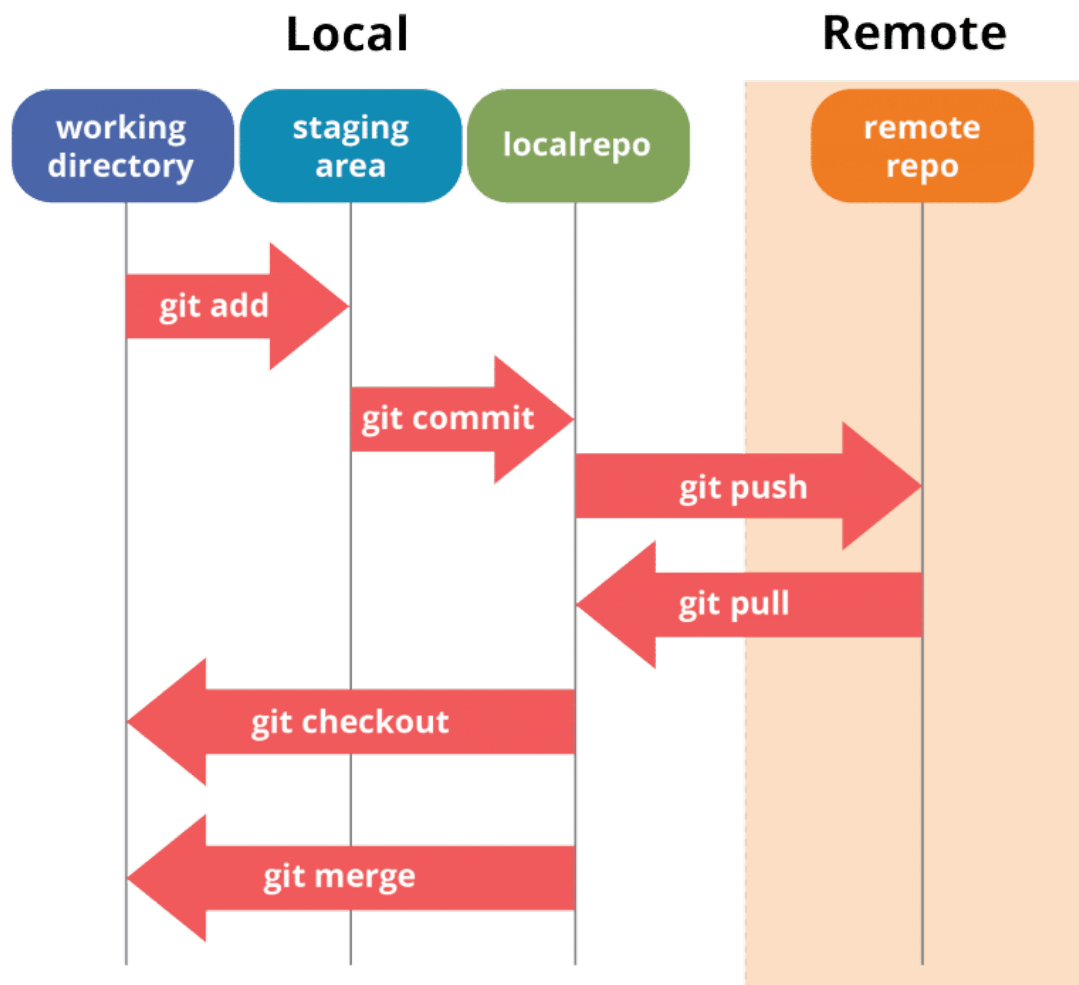 Local
Remote
working
directory
staging
area
localrepo
remote
repo
git add
git commit
git push
git pull
git checkout
git merge